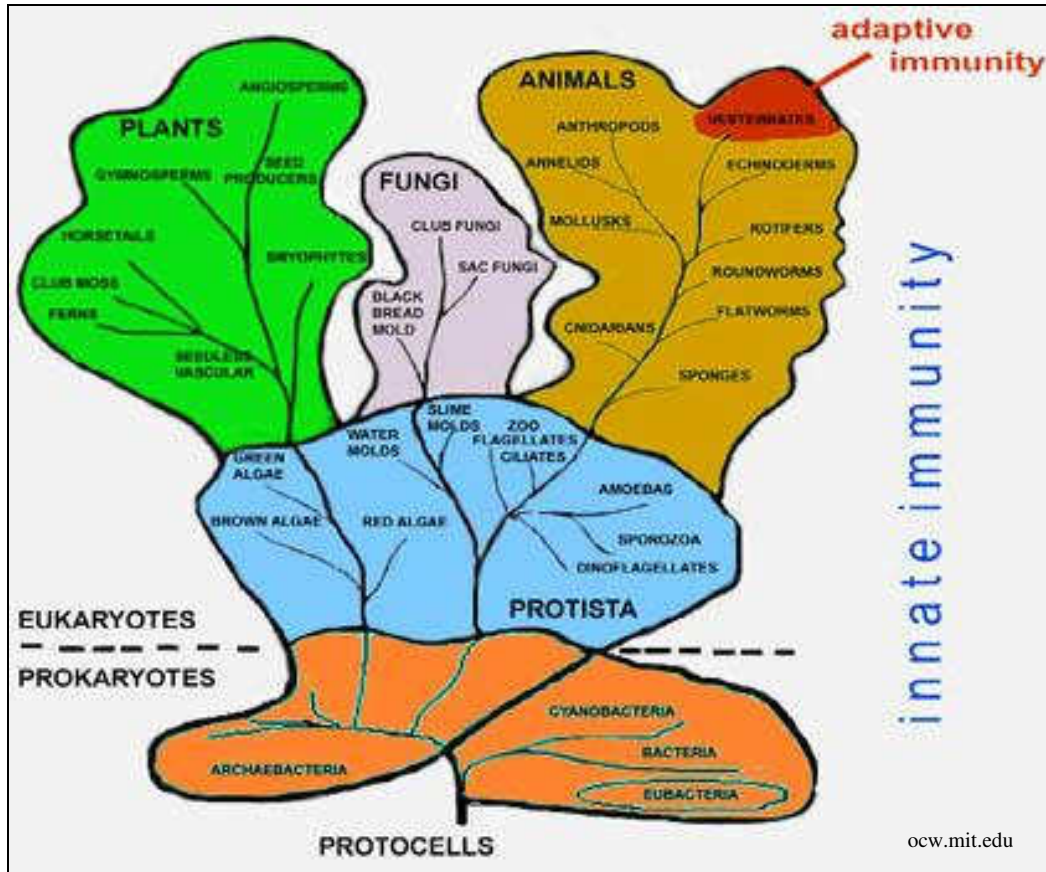 adaptive
immunity
ANIMALS
VERTEBRATES
ANTHROPODS
ECHINODERMS
ANNELIDS
MOLLUSKS
ROTIFERS
ROUNDWORMS
FLATWORMS
CNIDARIANS
SPONGES
ANGIOSPERMS
PLANTS
SEED
PRODUCERS
GYMNOSPERMS
HORSETAILS
BRYOPHYTES
CLUB MOSS
FERNS
SEEDLESS
VASCULAR
FUNGI
CLUB FUNGI
SAC FUNGI
BLACK
BREAD
MOLD
SLIME
MOLDS
WATER
MOLDS
ZOO
FLAGELLATES
CILIATES
GREEN
ALGAE
AMOEBAS
BROWN ALGAE
RED ALGAE
SPOROZOA
DINOFLAGELLATES
PROTISTA
EUKARYOTES
PROKARYOTES
CYANOBACTERIA
BACTERIA
ARCHAEBACTERIA
EUBACTERIA
PROTOCELLS
innate immunity
ocw.mit.edu